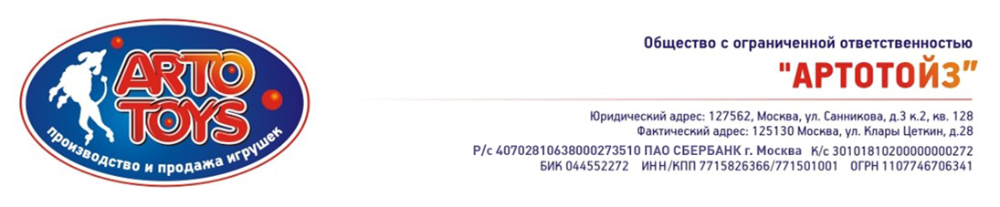 ARTO
TOYS
производство и продажа игрушек
Общество с ограниченной ответственностью
"АРТОТОЙЗ"
Юридический адрес: 127562, Москва, ул. Санникова, д.3 к.2, кв. 128
Фактический адрес: 125130 Москва, ул. Клары Цеткин, д.28
Р/с 40702810638000273510 ПАО СБЕРБАНК г. Москва К/с 30101810200000000272
БИК 044552272 ИНН/КПП 7715826366/771501001 ОГРН 1107746706341